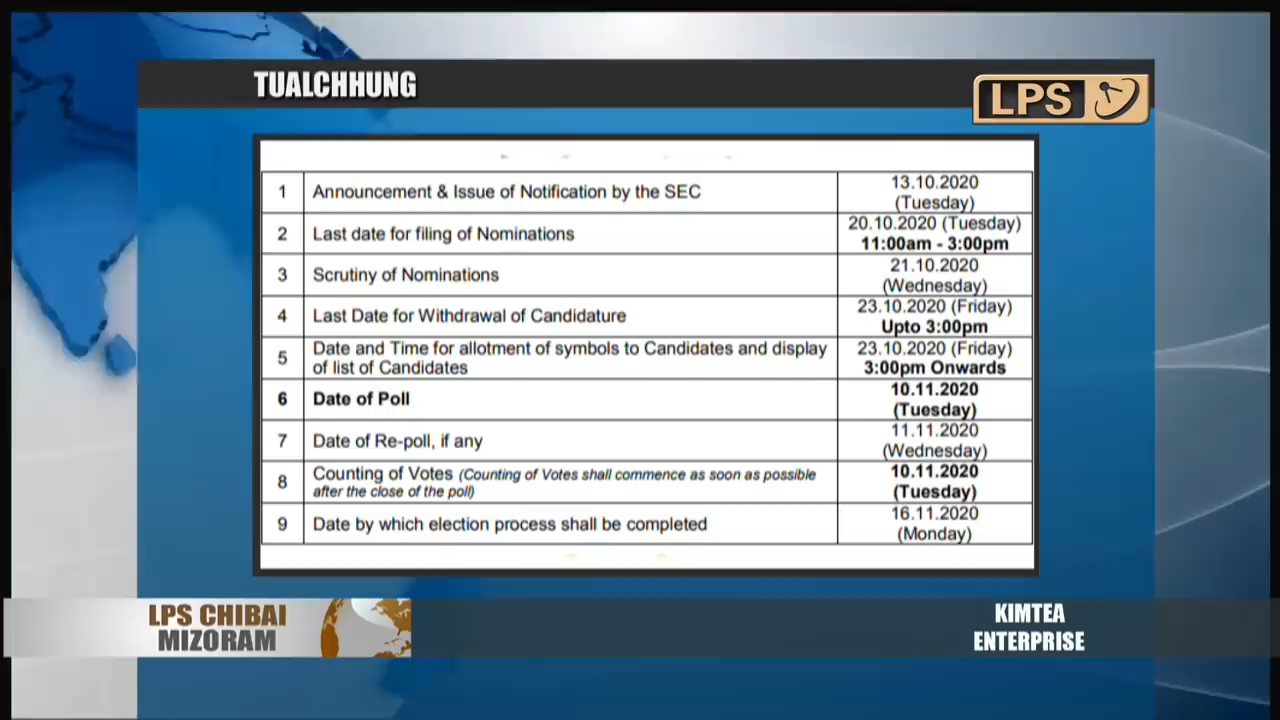 TUALCHHUNG
LPS
1 Announcement & Issue of Notification by the SEC 13.10.2020
(Tuesday)
2 Last date for filing of Nominations 20.10.2020 (Tuesday)
11:00am - 3:00pm
3 Scrutiny of Nominations 21.10.2020
(Wednesday)
4 Last Date for Withdrawal of Candidature 23.10.2020 (Friday)
Upto 3:00pm
5 Date and Time for allotment of symbols to Candidates and display 23.10.2020 (Friday)
of list of Candidates 3:00pm Onwards
6 Date of Poll 10.11.2020
(Tuesday)
7 Date of Re-poll, if any 11.11.2020
(Wednesday)
8 Counting of Votes (Counting of Votes shall commence as soon as possible 10.11.2020
after the close of the poll) (Tuesday)
9 Date by which election process shall be completed 16.11.2020
(Monday)
LPS CHIBAI
MIZORAM
KIMTEA
ENTERPRISE